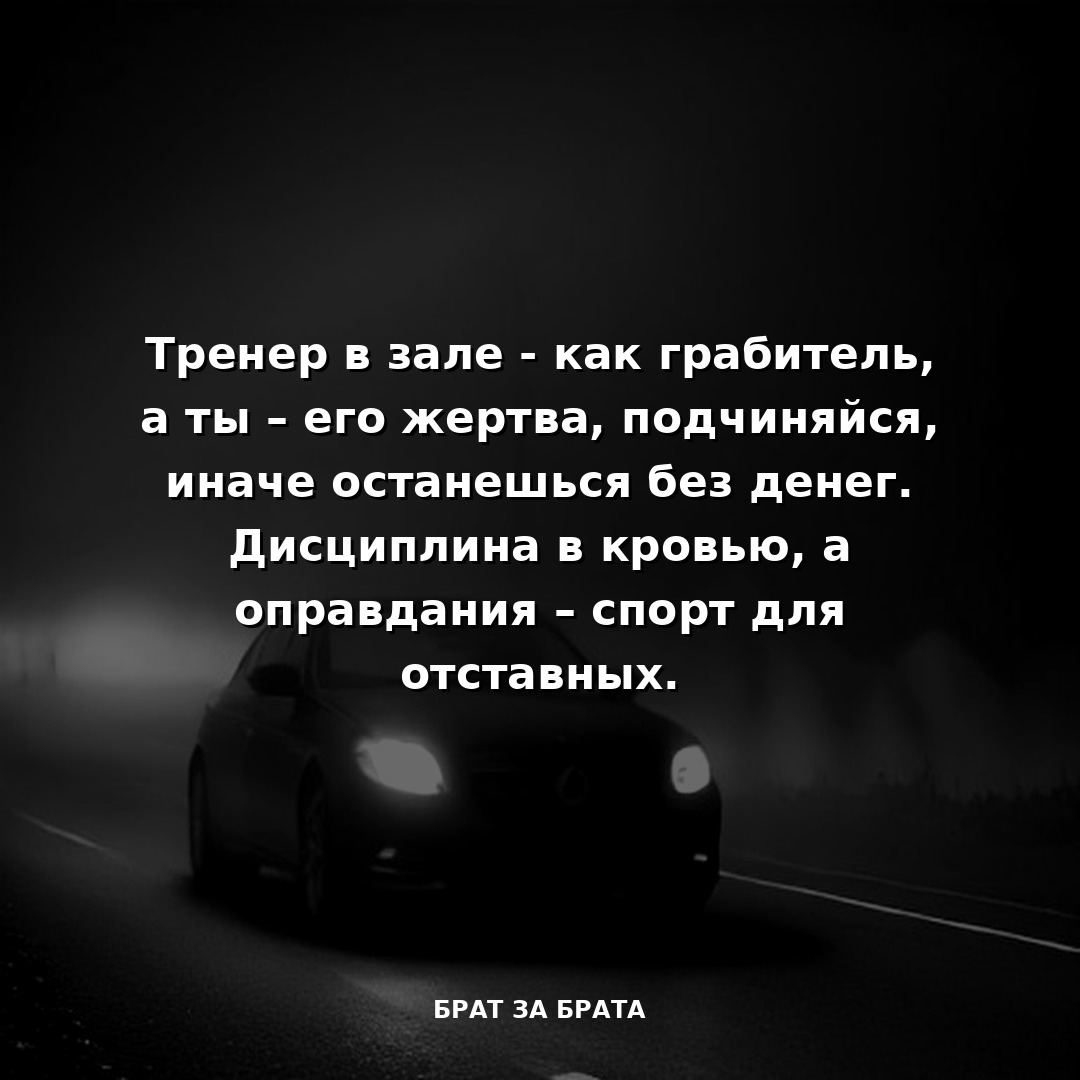 Тренер в зале - как грабитель,
а ты – его жертва, подчиняйся,
иначе останешься без денег.
Дисциплина в кровью, а
оправдания – спорт для
отставных.
БРАТ ЗА БРАТА